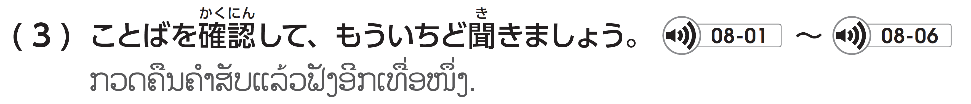 (3) ことばを確認して、もういちど聞きましょう。 08-01 ～ 08-06
ກວດຄືນຄຳສັບແລ້ວຟັງອີກເທື່ອໜຶ່ງ.